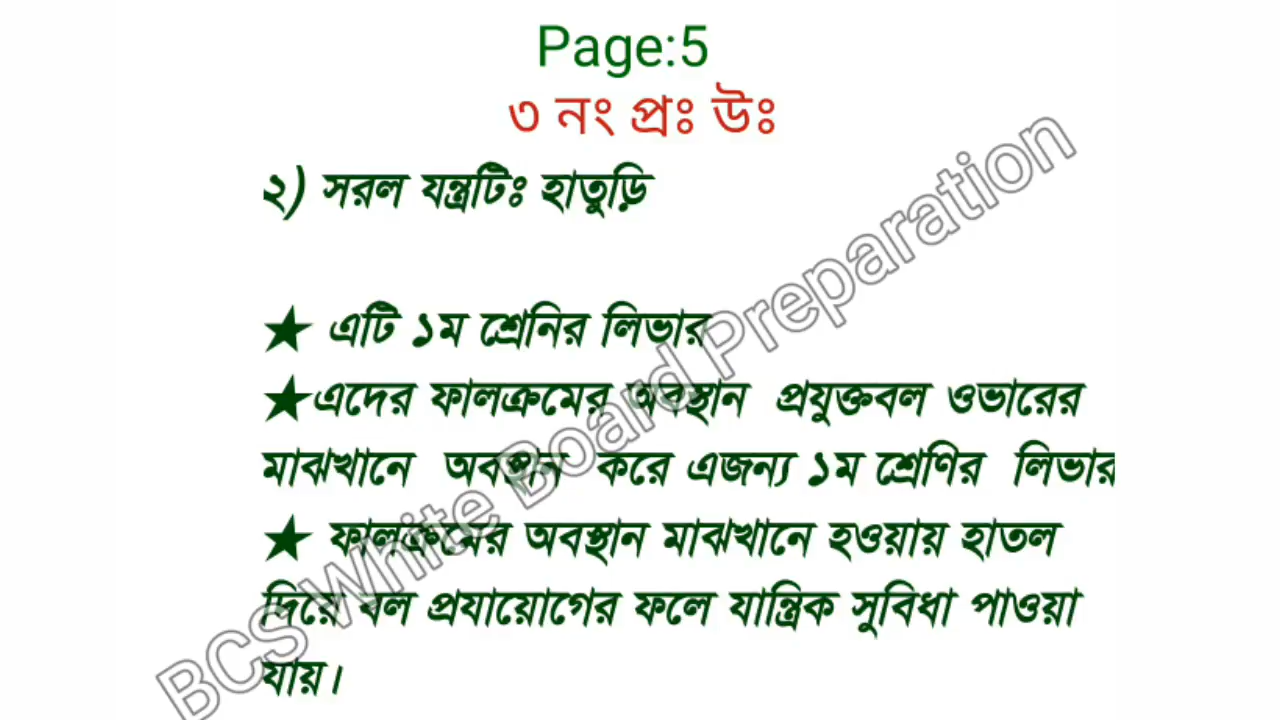 Page:5
৩ নং প্রঃ উঃ
২) সরল যন্ত্রটিঃ হাতুড়ি
★ এটি ১ম শ্রেনির লিভার
★এদের ফালক্রমের অবস্থান প্রযুক্তবল ওভারের
মাঝখানে অবস্থান করে এজন্য ১ম শ্রেণির লিভার
★ ফালক্রমের অবস্থান মাঝখানে হওয়ায় হাতল
দিয়ে বল প্রযায়োগের ফলে যান্ত্রিক সুবিধা পাওয়া
যায়।
BCS White Board Preparation